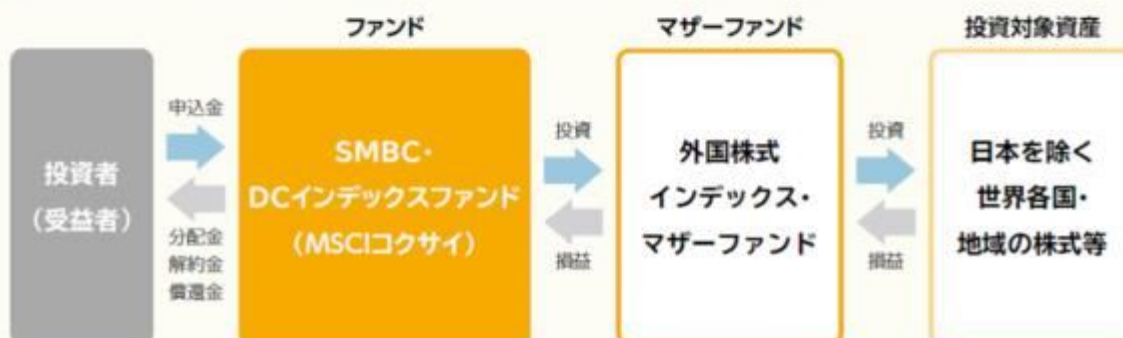 ファンド
マザーファンド
投資対象資産
投資者
（受益者）
申込金
分配金
解約金
償還金
SMBC・
DCインデックスファンド
（MSCIコクサイ）
投資
損益
外国株式
インデックス・
マザーファンド
投資
損益
日本を除く
世界各国・
地域の株式等